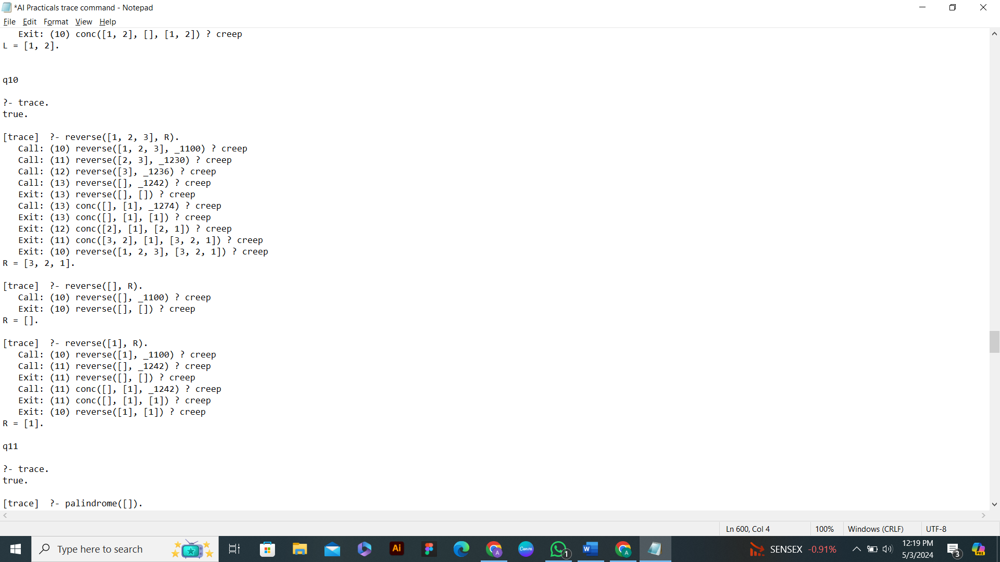 *AI Practicals trace command - Notepad
File Edit Format View Help
   Exit: (10) conc([1, 2], [], [1, 2]) ? creep
L = [1, 2].
q10
?- trace.
true.
[trace]  ?- reverse([1, 2, 3], R).
   Call: (10) reverse([1, 2, 3], _1100) ? creep
   Call: (11) reverse([2, 3], _1230) ? creep
   Call: (12) reverse([3], _1236) ? creep
   Call: (13) reverse([], _1242) ? creep
   Exit: (13) reverse([], []) ? creep
   Call: (13) conc([], [1], _1274) ? creep
   Exit: (13) conc([], [1], [1]) ? creep
   Exit: (12) conc([2], [1], [2, 1]) ? creep
   Exit: (11) conc([3, 2], [1], [3, 2, 1]) ? creep
   Exit: (10) reverse([1, 2, 3], [3, 2, 1]) ? creep
R = [3, 2, 1].
[trace]  ?- reverse([], R).
   Call: (10) reverse([], _1100) ? creep
   Exit: (10) reverse([], []) ? creep
R = [].
[trace]  ?- reverse([1], R).
   Call: (10) reverse([1], _1100) ? creep
   Call: (11) reverse([], _1242) ? creep
   Exit: (11) reverse([], []) ? creep
   Call: (11) conc([], [1], _1242) ? creep
   Exit: (11) conc([], [1], [1]) ? creep
   Exit: (10) reverse([1], [1]) ? creep
R = [1].
q11
?- trace.
true.
[trace]  ?- palindrome([]).
Ln 600, Col 4 100% Windows (CRLF) UTF-8
Type here to search Ai Canva 1 W A A SENSEX -0.91% 12:19 PM 3 PRE
5/3/2024